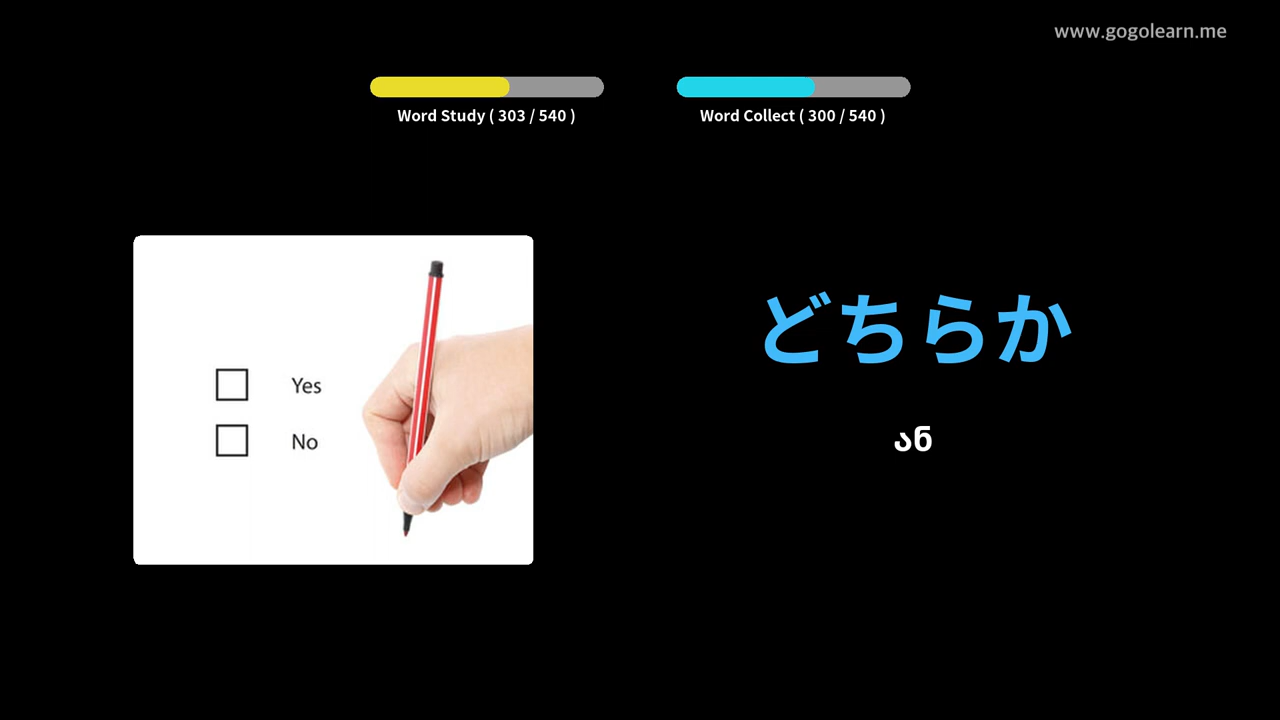 www.gogolearn.me
Word Study ( 303 / 540 )
Word Collect ( 300 / 540 )
Yes
No
どちらか
ან